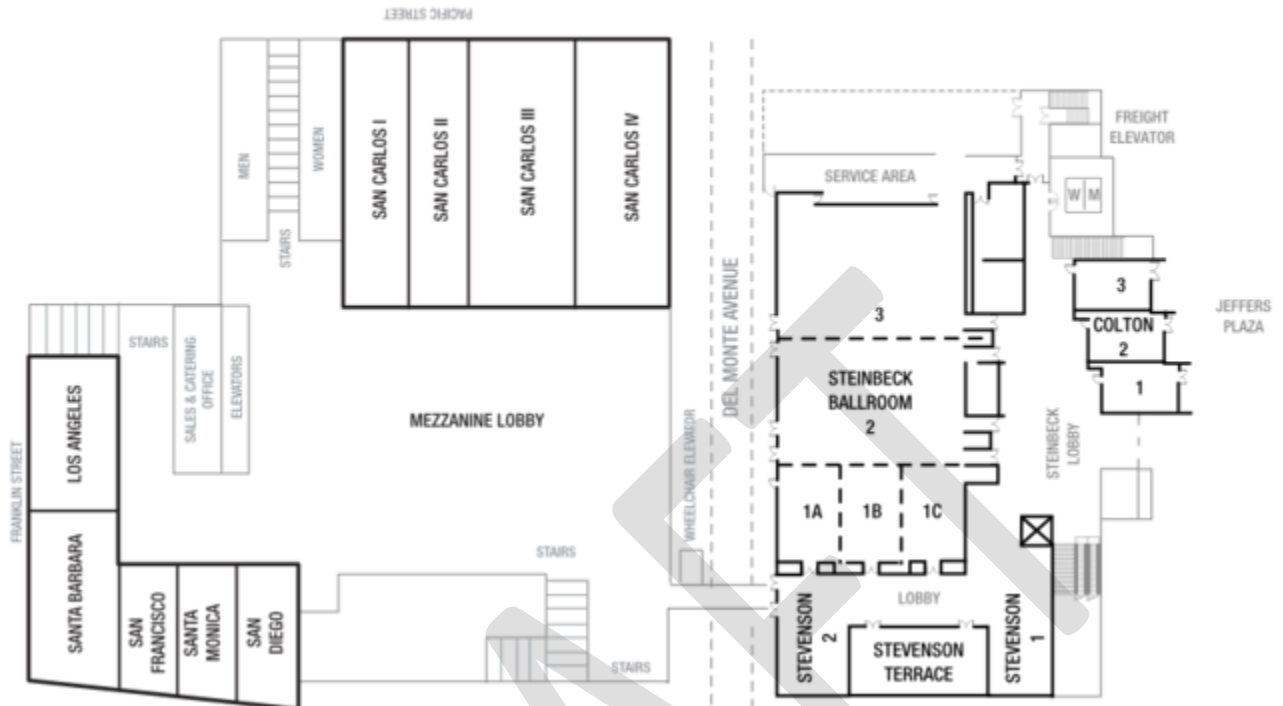 PACIFIC STREET
MEN
WOMEN
STAIRS
SAN CARLOS I
SAN CARLOS II
SAN CARLOS III
SAN CARLOS IV
FRANKLIN STREET
STAIRS
SALES & CATERING
OFFICE
ELEVATORS
LOS ANGELES
SANTA BARBARA
SAN
FRANCISCO
SANTA
MONICA
SAN
DIEGO
MEZZANINE LOBBY
STAIRS
STAIRS
WHEELCHAIR ELEVATOR
DEL MONTE AVENUE
SERVICE AREA
FREIGHT
ELEVATOR
W M
3
STEINBECK
BALLROOM
2
1A
1B
1C
3
COLTON
2
1
JEFFERS
PLAZA
STEINBECK
LOBBY
LOBBY
STEVENSON
2
STEVENSON
TERRACE
STEVENSON
1